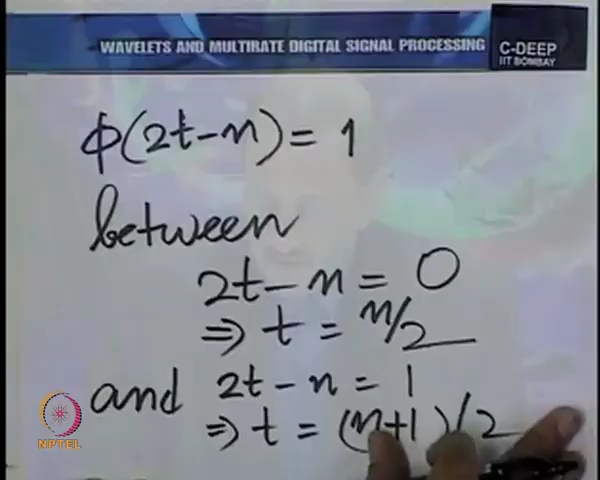 WAVELETS AND MULTIRATE DIGITAL SIGNAL PROCESSING
C-DEEP
IIT BOMBAY
ϕ(2t-n) = 1
between
2t-n = 0
⇒ t = n/2
and 2t-n = 1
⇒ t = (n+1)/2
NPTEL